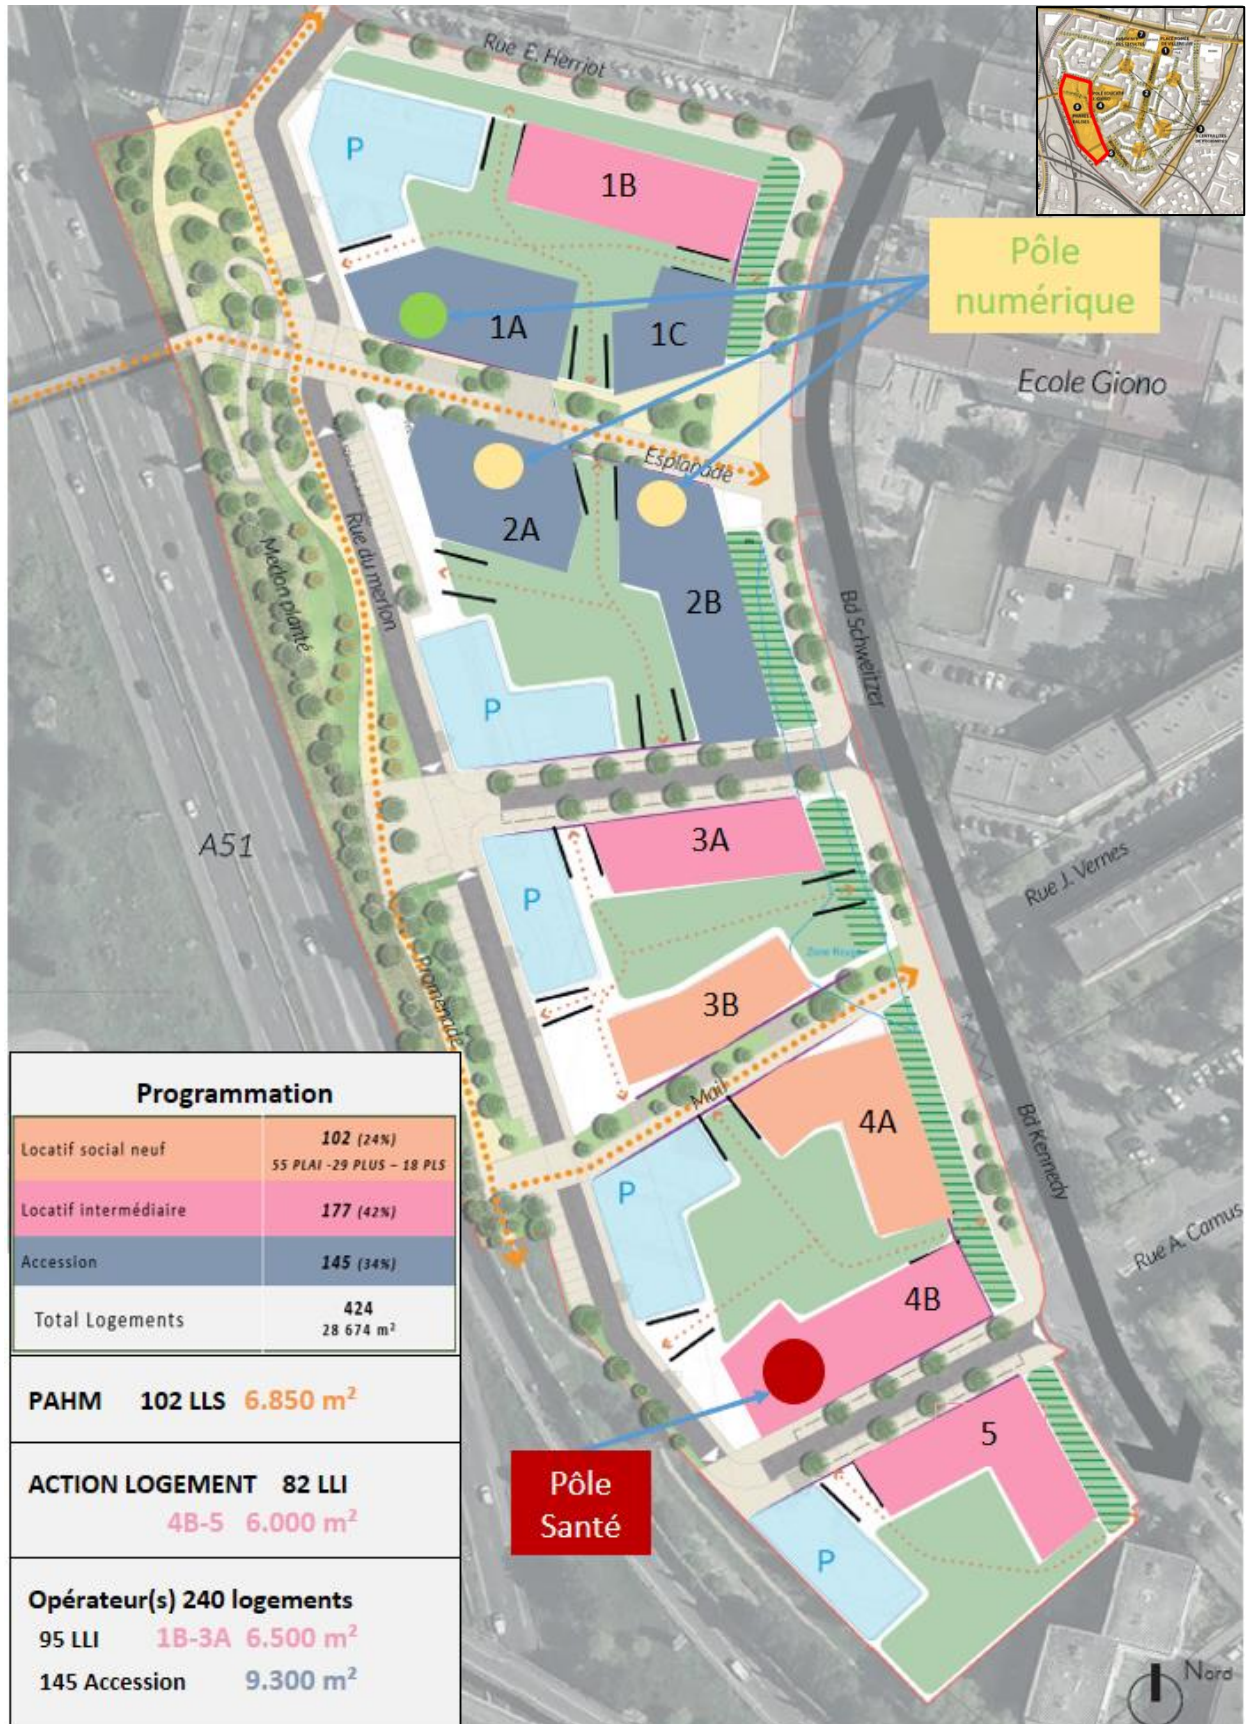 Rue E. Herriot
P
1B
Pôle
numérique
1A
1C
Ecole Giono
Esplanade
2A
2B
Rue du merlon
Merlon planté
Bd Schweitzer
P
A51
3A
P
Rue J. Vernes
Promenade
3B
Mail
4A
Bd Kennedy
P
Rue A. Camus
4B
5
Pôle
Santé
P
Nord
Programmation
Locatif social neuf 102 (24%)
55 PLAI -29 PLUS – 18 PLS
Locatif intermédiaire 177 (42%)
Accession 145 (34%)
Total Logements 424
28 674 m²
PAHM 102 LLS 6.850 m²
ACTION LOGEMENT 82 LLI
4B-5 6.000 m²
Opérateur(s) 240 logements
95 LLI 1B-3A 6.500 m²
145 Accession 9.300 m²